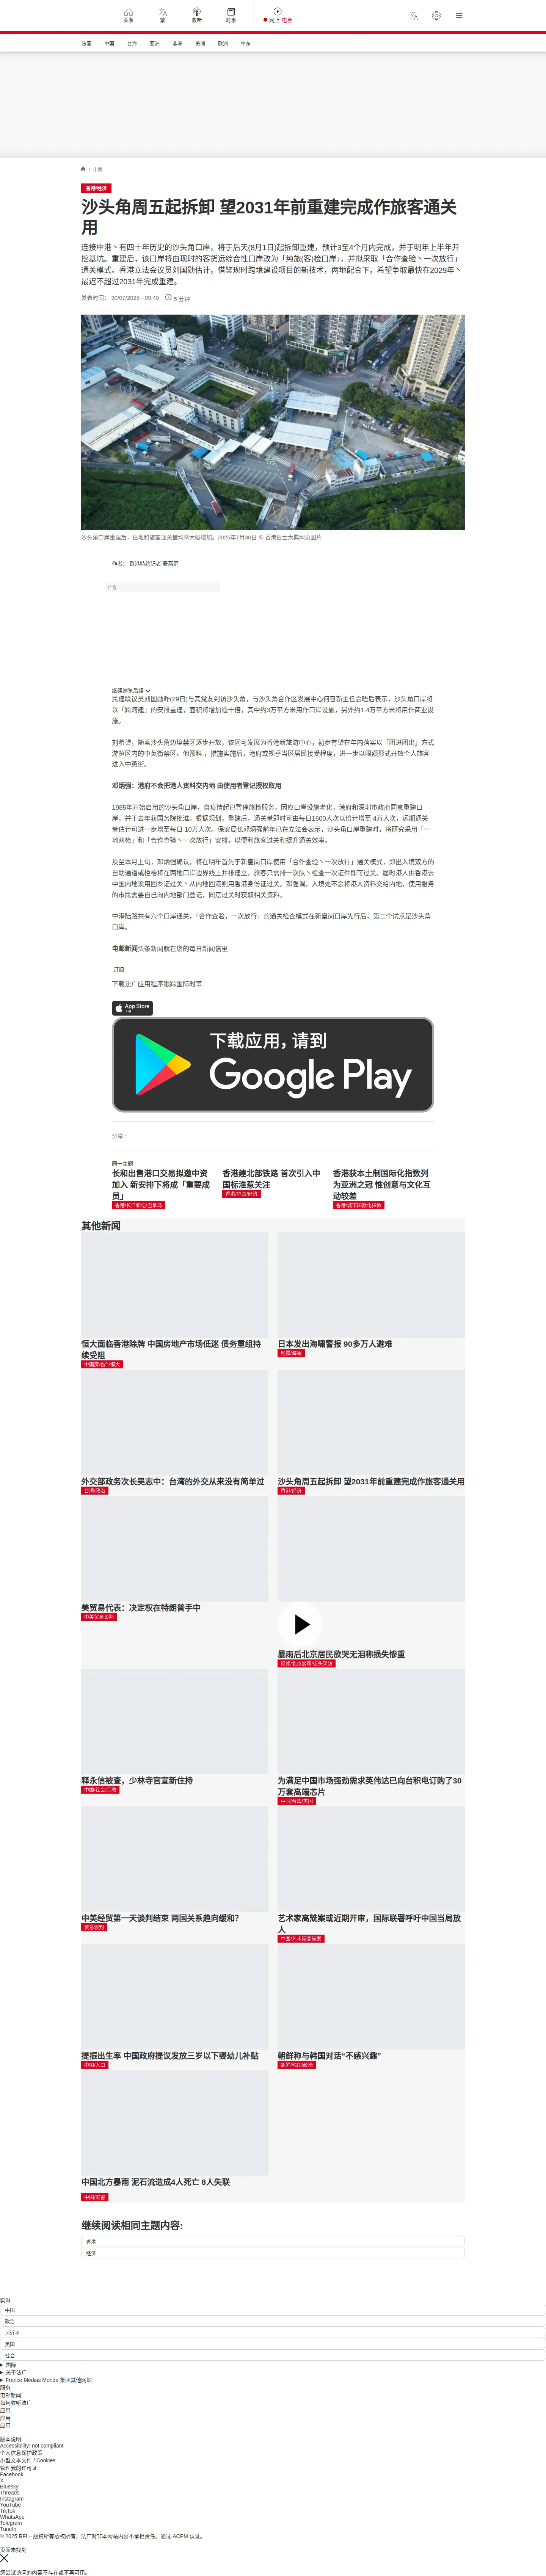 头条
繁
收听
时事
网上 电台
法国
中国
台湾
亚洲
非洲
美洲
欧洲
中东
/ 中国
香港/经济
沙头角周五起拆卸 望2031年前重建完成作旅客通关
用
连接中港丶有四十年历史的沙头角口岸，将于后天(8月1日)起拆卸重建，预计3至4个月内完成，并于明年上半年开
挖基坑。重建后，该口岸将由现时的客货运综合性口岸改为「纯旅(客)检口岸」，并拟采取「合作查验丶一次放行」
通关模式。香港立法会议员刘国勋估计，借鉴现时跨境建设项目的新技术，两地配合下，希望争取最快在2029年丶
最迟不超过2031年完成重建。
发表时间： 30/07/2025 - 09:40
5 分钟
沙头角口岸重建后，佔地和旅客通关量均将大幅增加。2025年7月30日 © 香港巴士大典网页图片
作者： 香港特约记者 麦燕庭
广告
继续浏览后续
民建联议员刘国勋昨(29日)与其党友到访沙头角，与沙头角合作区发展中心何召新主任会晤后表示，沙头角口岸将
以「跨河建」的安排重建，面积将增加逾十倍，其中约3万平方米用作口岸设施，另外约1.4万平方米将用作商业设
施。
刘希望，随着沙头角边境禁区逐步开放，该区可发展为香港新旅游中心，初步有望在年内落实以「团进团出」方式
游览区内的中英街禁区。他预料,，措施实施后，港府或视乎当区居民接受程度，进一步以限额形式开放个人旅客
进入中英街。
邓炳强：港府不会把港人资料交内地 由使用者登记授权取用
1985年开始启用的沙头角口岸，自疫情起已暂停旅检服务，因应口岸设施老化，港府和深圳市政府同意重建口
岸，并于去年获国务院批淮。根据规划，重建后，通关量即时可由每日1500人次以倍计增至 4万人次，远期通关
量估计可进一步增至每日 10万人次。保安局长邓炳强前年已在立法会表示，沙头角口岸重建时，将研究采用「一
地两检」和「合作查验丶一次放行」安排，以便利旅客过关和提升通关效率。
及至本月上旬，邓炳强确认，将在明年首先于新皇岗口岸使用「合作查验丶一次放行」通关模式，即出入境双方的
自助通道或柜枱将在两地口岸边界线上并排建立，旅客只需排一次队丶检查一次证件即可过关。届时港人由香港去
中国内地须用回乡证过关丶从内地回港则用香港身份证过关。邓强调，入境处不会将港人资料交给内地，使用服务
的市民需要自己向内地部门登记，同意过关时获取相关资料。
中港陆路共有六个口岸通关，「合作查验，一次放行」的通关检查模式在新皇岗口岸先行后，第二个试点是沙头角
口岸。
电邮新闻头条新闻就在您的每日新闻信里
订阅
下载法广应用程序跟踪国际时事
App Store
下载
下载应用，请到
Google Play
分享 :
同一主题
长和出售港口交易拟邀中资
加入 新安排下将成「重要成
员」
香港/长江和记/巴拿马
香港建北部铁路 首次引入中
国标淮惹关注
香港/中国/经济
香港获本土制国际化指数列
为亚洲之冠 惟创意与文化互
动较差
香港/城市国际化指数
其他新闻
恒大面临香港除牌 中国房地产市场低迷 债务重组持
续受阻
中国房地产/恒大
日本发出海啸警报 90多万人避难
地震/海啸
外交部政务次长吴志中：台湾的外交从来没有简单过
台湾/政治
沙头角周五起拆卸 望2031年前重建完成作旅客通关用
香港/经济
美贸易代表：决定权在特朗普手中
中美贸易谈判
暴雨后北京居民欲哭无泪称损失惨重
视频/北京暴雨/街头采访
释永信被查，少林寺官宣新住持
中国/社会/宗教
为满足中国市场强劲需求英伟达已向台积电订购了30
万套高端芯片
中国/台湾/美国
中美经贸第一天谈判结束 两国关系趋向缓和？
贸易谈判
艺术家高兟案或近期开审，国际联署呼吁中国当局放
人
中国/艺术家高兟案
提振出生率 中国政府提议发放三岁以下婴幼儿补贴
中国/人口
朝鲜称与韩国对话“不感兴趣”
朝鲜/韩国/政治
中国北方暴雨 泥石流造成4人死亡 8人失联
中国/灾害
继续阅读相同主题内容:
香港
经济
实时
中国
政治
习近平
美国
社会
国际
关于法广
France Médias Monde 集团其他网站
服务
电邮新闻
如何收听法广
应用
应用
应用
版本说明
Accessibility: not compliant
个人信息保护政策
小型文本文件 / Cookies
管理我的许可证
Facebook
X
Bluesky
Threads
Instagram
YouTube
TikTok
WhatsApp
Telegram
TuneIn
© 2025 RFI – 版权所有版权所有。法广对非本网站内容不承担责任。通过 ACPM 认证。
页面未找到
您尝试访问的内容不存在或不再可用。